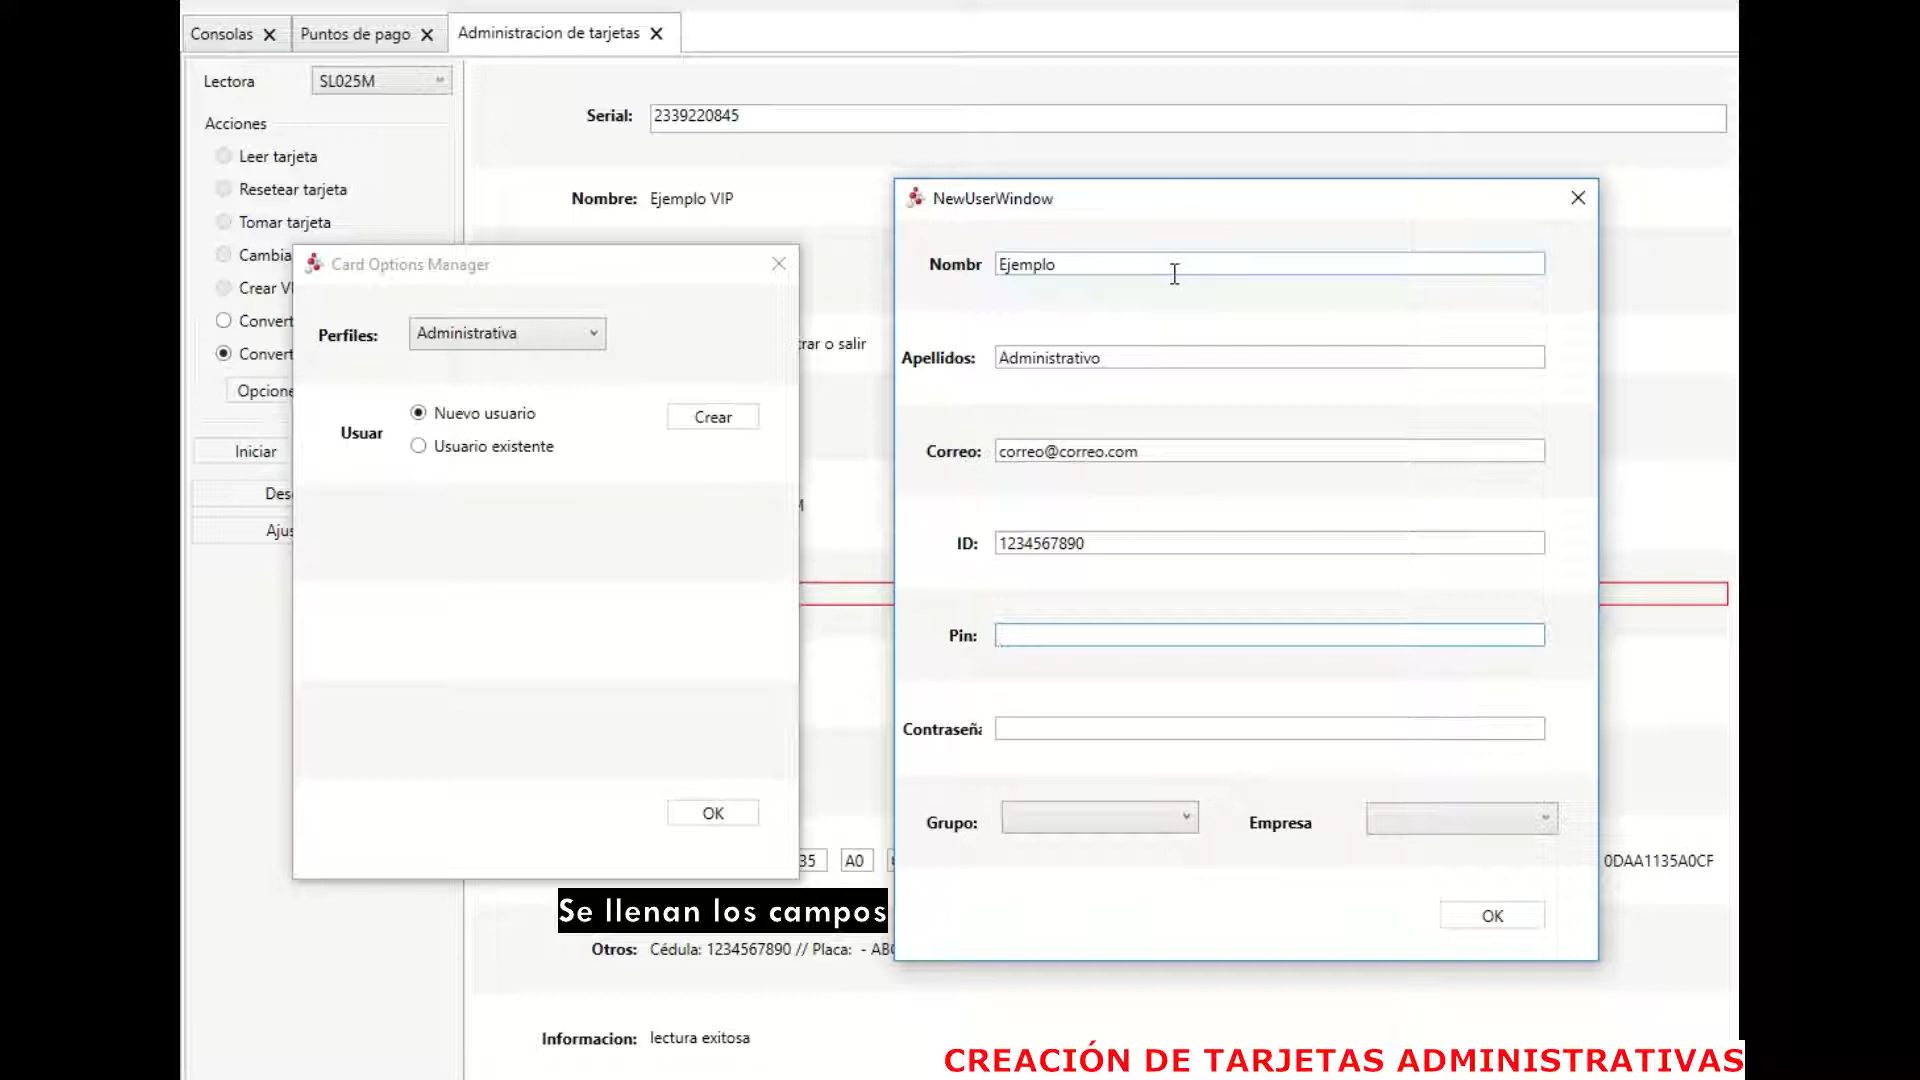 Consolas
Puntos de pago
Administracion de tarjetas
Lectora
SL025M
Acciones
Leer tarjeta
Resetear tarjeta
Tomar tarjeta
Cambia
Crear V
Convert
Convert
Opcione
Iniciar
Des
Ajus
Serial: 2339220845
Nombre: Ejemplo VIP
rar o salir
Card Options Manager
Perfiles: Administrativa
Usuar
Nuevo usuario
Usuario existente
Crear
OK
NewUserWindow
Nombr Ejemplo
Apellidos: Administrativo
Correo: correo@correo.com
ID: 1234567890
Pin:
Contraseña
Grupo:
Empresa
OK
35 A0
0DAA1135A0CF
Se llenan los campos
Otros: Cédula: 1234567890 // Placa: - ABC
Informacion: lectura exitosa
CREACIÓN DE TARJETAS ADMINISTRATIVAS